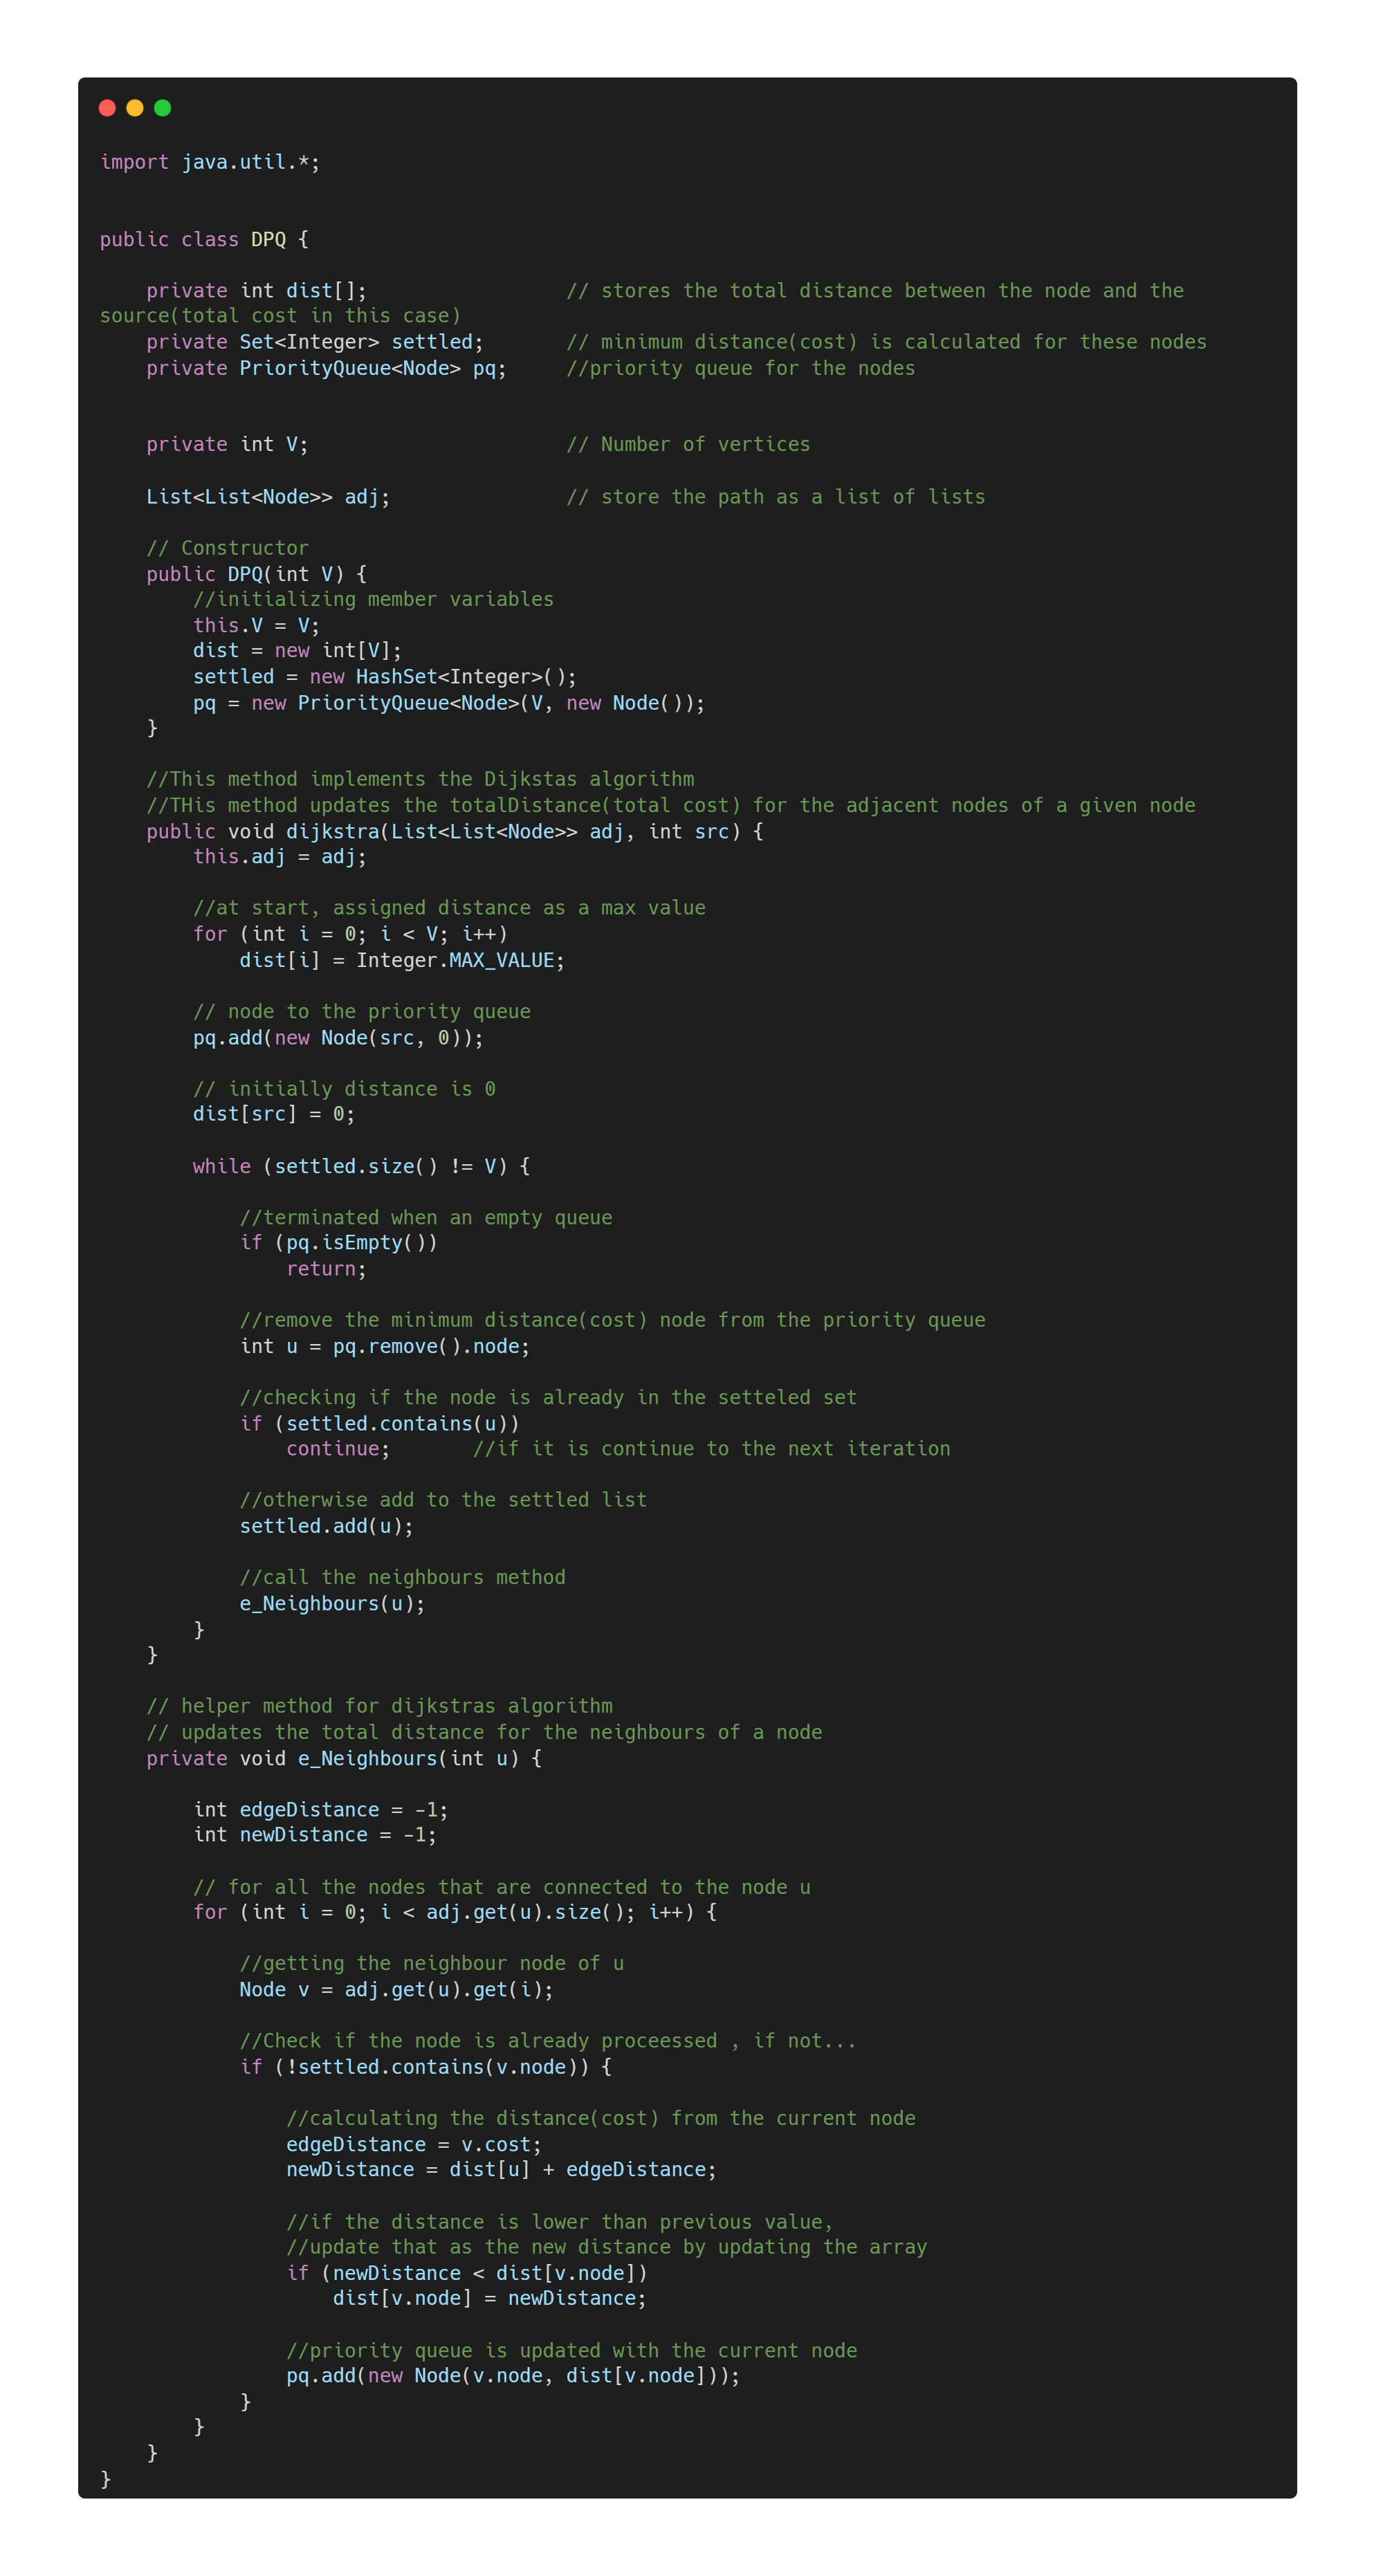 import java.util.*;
public class DPQ {
private int dist[];                 // stores the total distance between the node and the
source(total cost in this case)
private Set<Integer> settled;       // minimum distance(cost) is calculated for these nodes
private PriorityQueue<Node> pq;     //priority queue for the nodes
private int V;                      // Number of vertices
List<List<Node>> adj;               // store the path as a list of lists
// Constructor
public DPQ(int V) {
//initializing member variables
this.V = V;
dist = new int[V];
settled = new HashSet<Integer>();
pq = new PriorityQueue<Node>(V, new Node());
}
//This method implements the Dijkstas algorithm
//THis method updates the totalDistance(total cost) for the adjacent nodes of a given node
public void dijkstra(List<List<Node>> adj, int src) {
this.adj = adj;
//at start, assigned distance as a max value
for (int i = 0; i < V; i++)
dist[i] = Integer.MAX_VALUE;
// node to the priority queue
pq.add(new Node(src, 0));
// initially distance is 0
dist[src] = 0;
while (settled.size() != V) {
//terminated when an empty queue
if (pq.isEmpty())
return;
//remove the minimum distance(cost) node from the priority queue
int u = pq.remove().node;
//checking if the node is already in the setteled set
if (settled.contains(u))
continue;       //if it is continue to the next iteration
//otherwise add to the settled list
settled.add(u);
//call the neighbours method
e_Neighbours(u);
}
}
// helper method for dijkstras algorithm
// updates the total distance for the neighbours of a node
private void e_Neighbours(int u) {
int edgeDistance = -1;
int newDistance = -1;
// for all the nodes that are connected to the node u
for (int i = 0; i < adj.get(u).size(); i++) {
//getting the neighbour node of u
Node v = adj.get(u).get(i);
//Check if the node is already proceessed , if not...
if (!settled.contains(v.node)) {
//calculating the distance(cost) from the current node
edgeDistance = v.cost;
newDistance = dist[u] + edgeDistance;
//if the distance is lower than previous value,
//update that as the new distance by updating the array
if (newDistance < dist[v.node])
dist[v.node] = newDistance;
//priority queue is updated with the current node
pq.add(new Node(v.node, dist[v.node]));
}
}
}
}